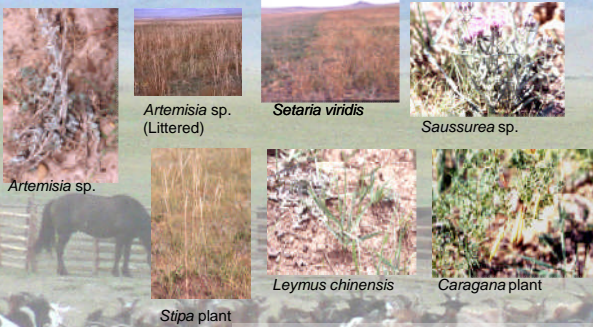 Artemisia sp.
(Littered)
Setaria viridis
Saussurea sp.
Artemisia sp.
Leymus chinensis
Caragana plant
Stipa plant